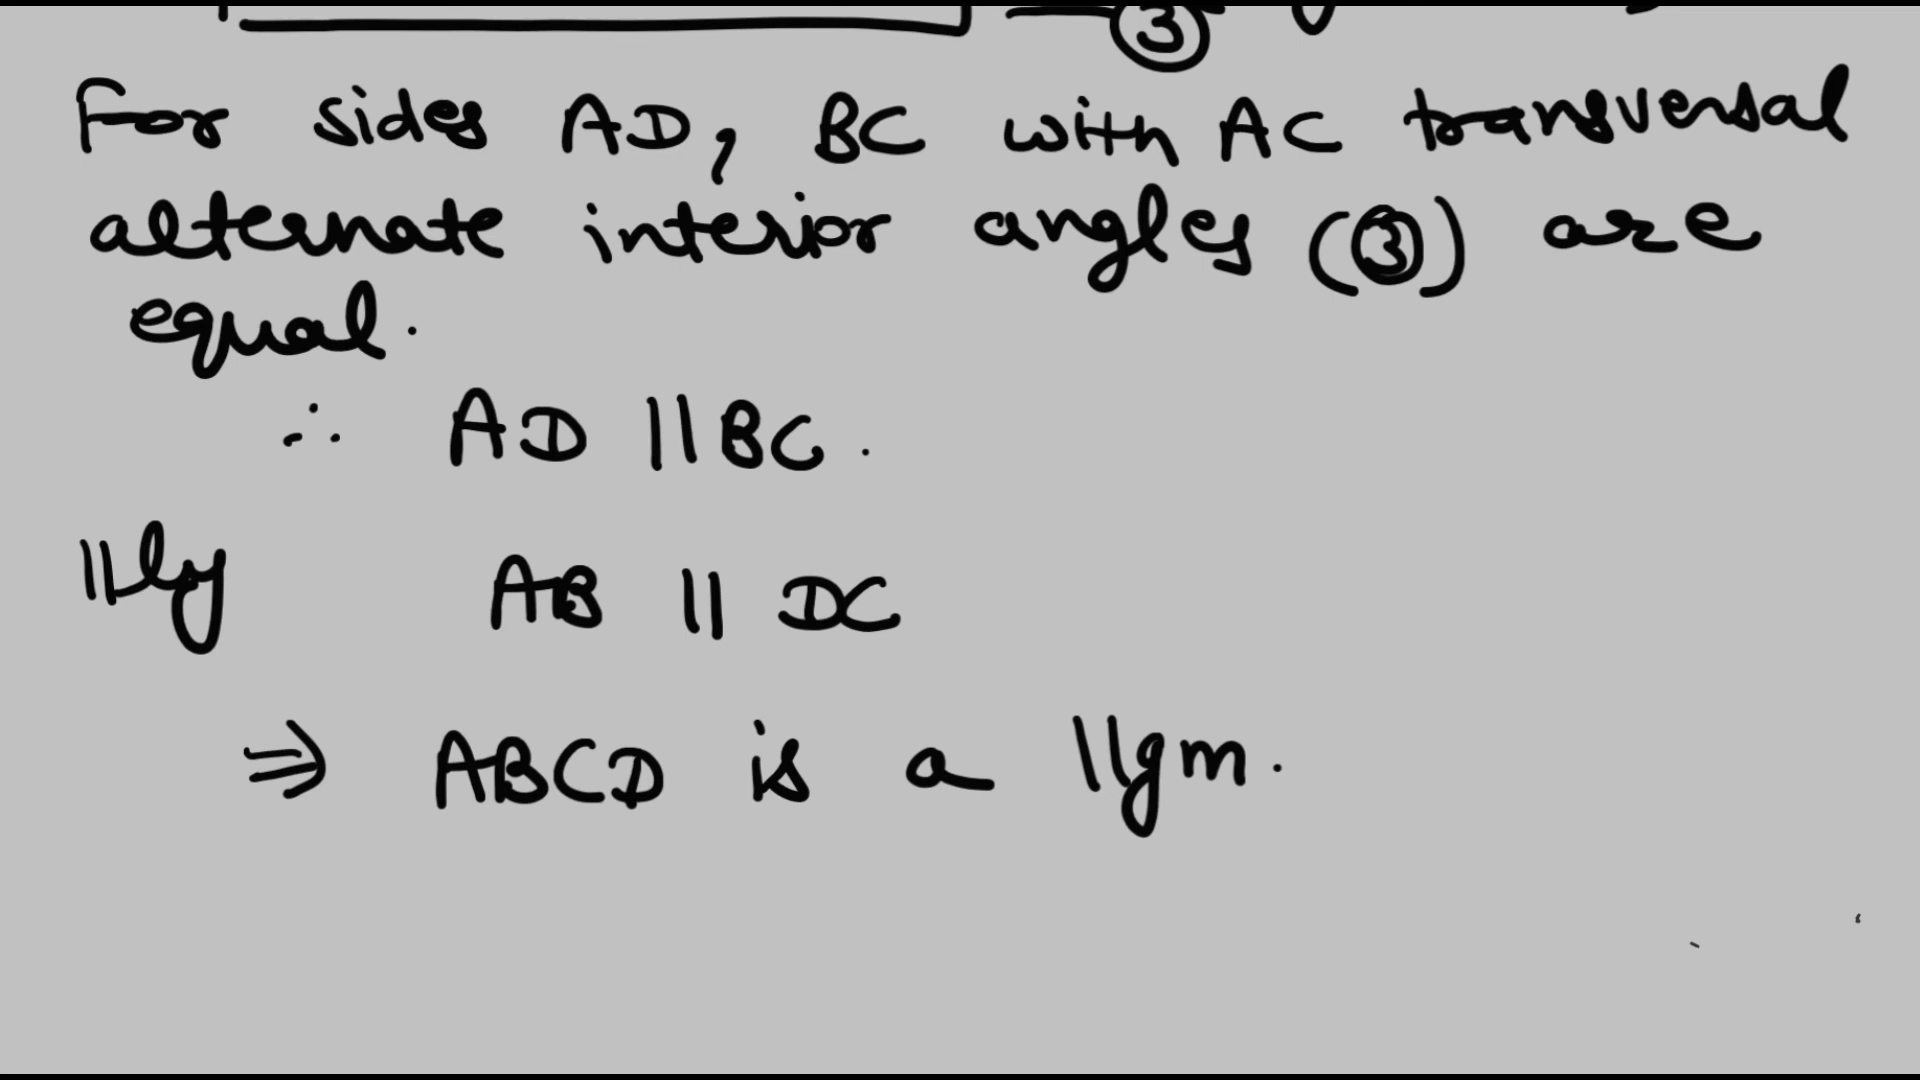 ③
For sides AD, BC with AC transversal
alternate interior angles (③) are
equal.
∴ AD || BC.
||ly AB || DC
⇒ ABCD is a ||gm.